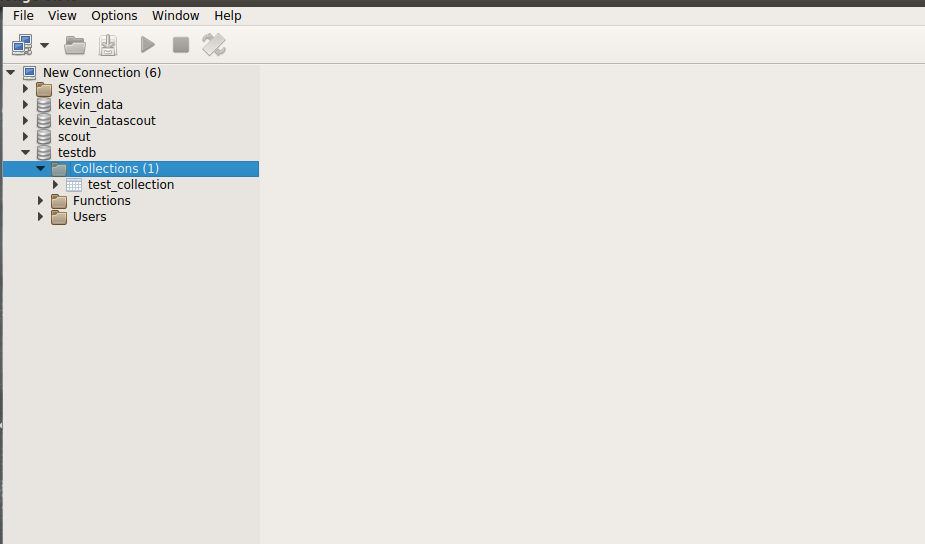 File View Options Window Help
New Connection (6)
System
kevin_data
kevin_datascout
scout
testdb
Collections (1)
test_collection
Functions
Users